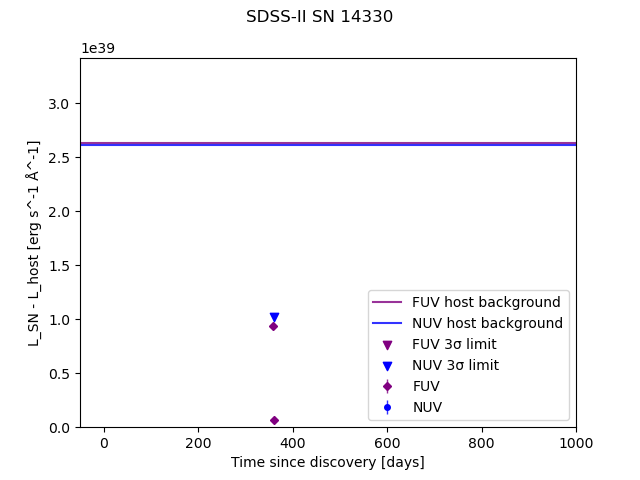 SDSS-II SN 14330
1e39
3.0
2.5
2.0
1.5
1.0
0.5
0.0
L_SN - L_host [erg s^-1 Å^-1]
FUV host background
NUV host background
FUV 3σ limit
NUV 3σ limit
FUV
NUV
0 200 400 600 800 1000
Time since discovery [days]